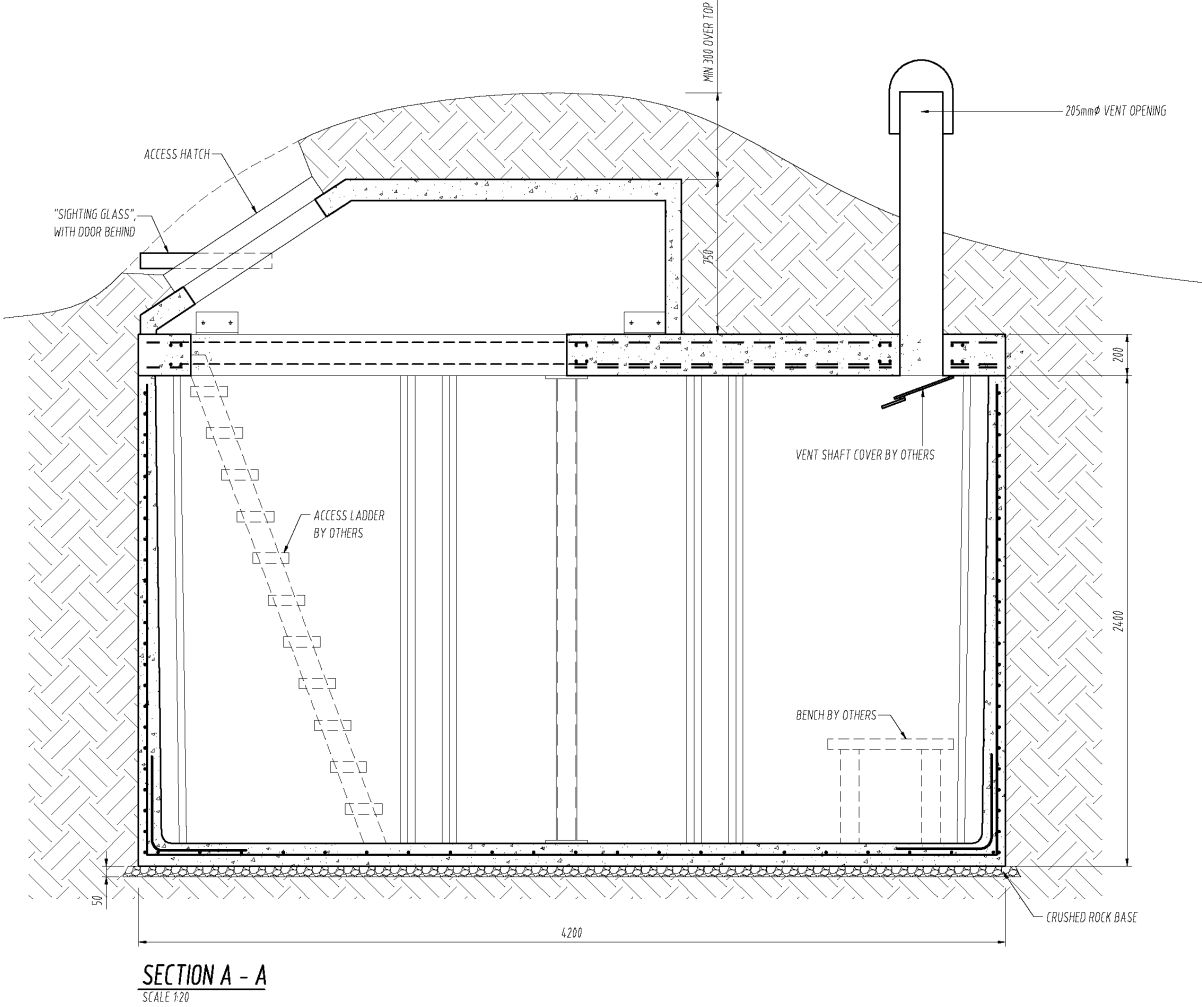 MIN 300 OVER TOP
205mmø VENT OPENING
ACCESS HATCH
"SIGHTING GLASS",
WITH DOOR BEHIND
750
200
VENT SHAFT COVER BY OTHERS
ACCESS LADDER
BY OTHERS
2400
BENCH BY OTHERS
50
CRUSHED ROCK BASE
4200
SECTION A - A
SCALE 1:20